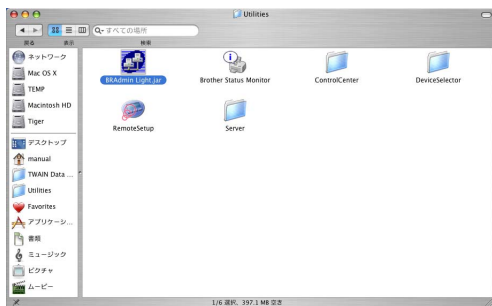 Utilities
すべての場所
戻る 表示 検索
ネットワーク
Mac OS X
TEMP
Macintosh HD
Tiger
デスクトップ
manual
TWAIN Data ...
Utilities
Favorites
アプリケーシ...
書類
ミュージック
ピクチャ
ムービー
BRAdmin Light.jar
Brother Status Monitor
ControlCenter
DeviceSelector
RemoteSetup
Server
1/6 選択、397.1 MB 空き